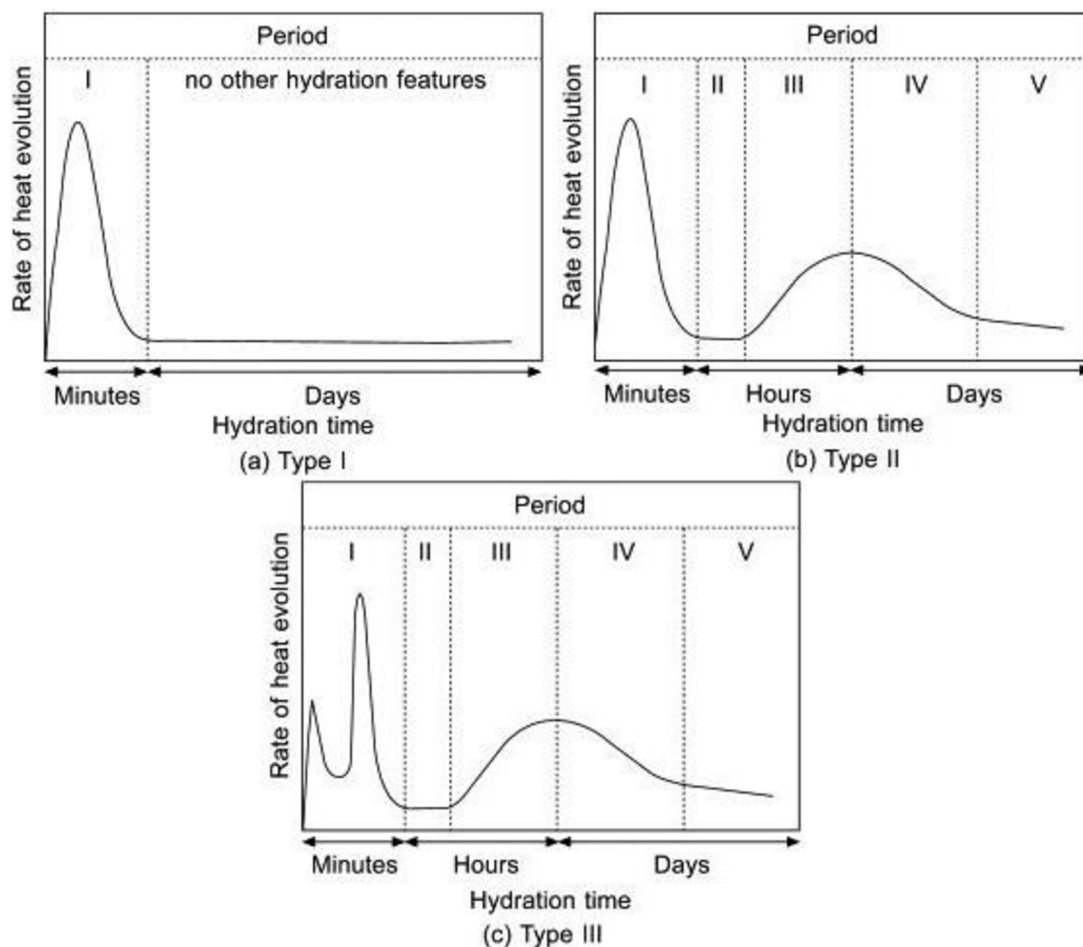 Period
I no other hydration features
Rate of heat evolution
Minutes Days
Hydration time
(a) Type I
Period
I II III IV V
Rate of heat evolution
Minutes Hours Days
Hydration time
(b) Type II
Period
I II III IV V
Rate of heat evolution
Minutes Hours Days
Hydration time
(c) Type III